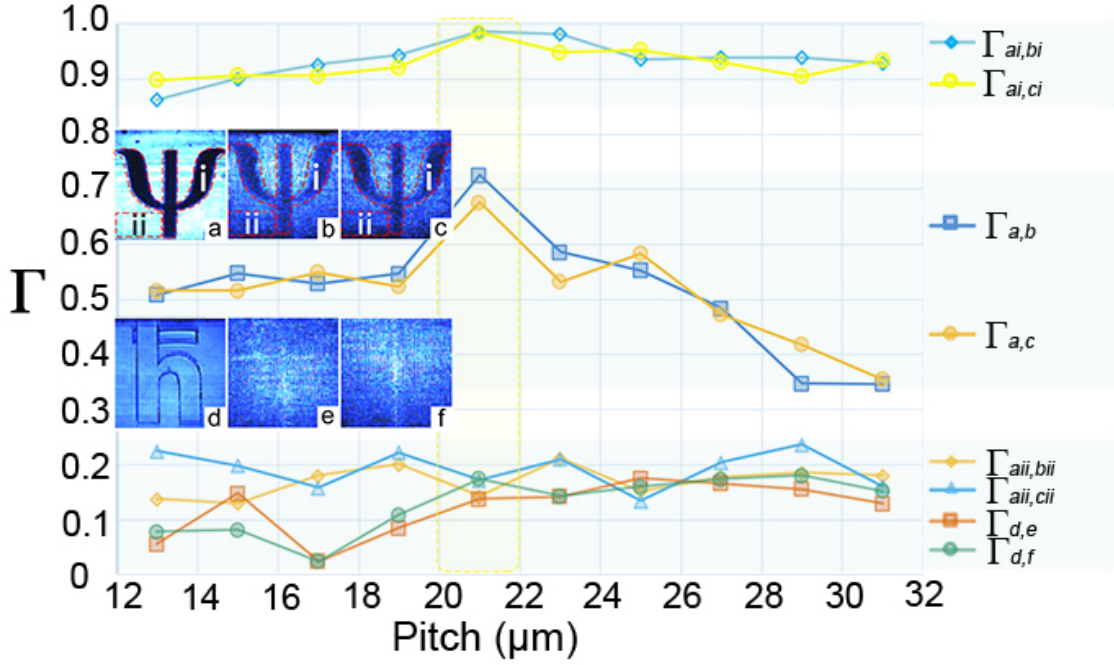 1.0
0.9
0.8
0.7
0.6
0.5
0.4
0.3
0.2
0.1
0
Γ
12 14 16 18 20 22 24 26 28 30 32
Pitch (μm)
i
ii
a
i
ii
b
i
ii
c
ħ
d
e
f
Γai,bi
Γai,ci
Γa,b
Γa,c
Γaii,bii
Γaii,cii
Γd,e
Γd,f